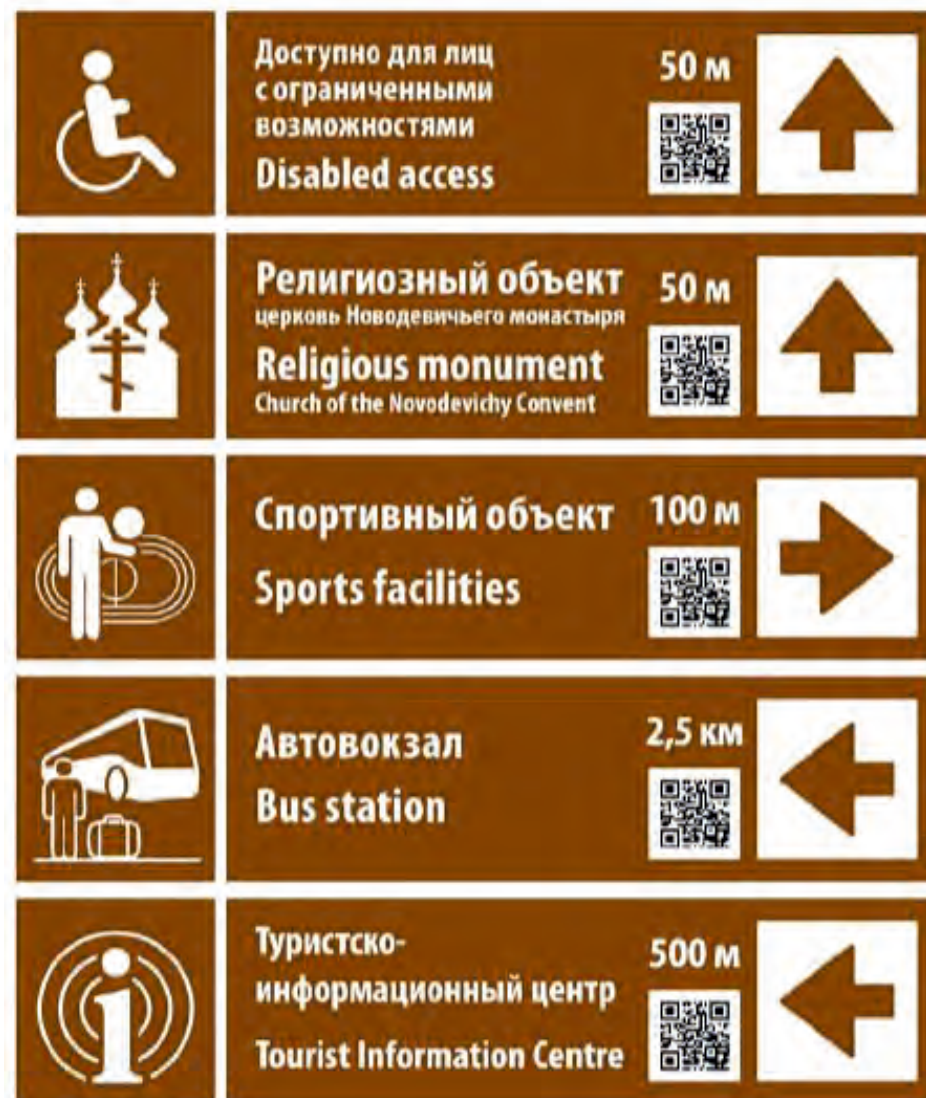 Доступно для лиц
с ограниченными
возможностями
Disabled access
50 м
Религиозный объект
церковь Новодевичьего монастыря
Religious monument
Church of the Novodevichy Convent
50 м
Спортивный объект
Sports facilities
100 м
Автовокзал
Bus station
2,5 км
Туристско-
информационный центр
Tourist Information Centre
500 м